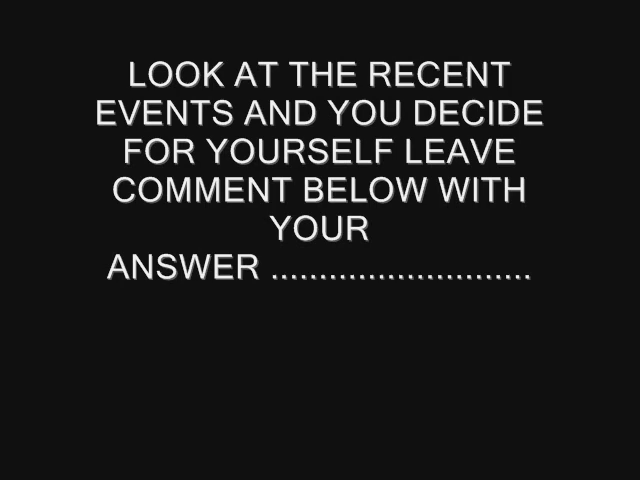 LOOK AT THE RECENT
EVENTS AND YOU DECIDE
FOR YOURSELF LEAVE
COMMENT BELOW WITH
YOUR
ANSWER ...........................